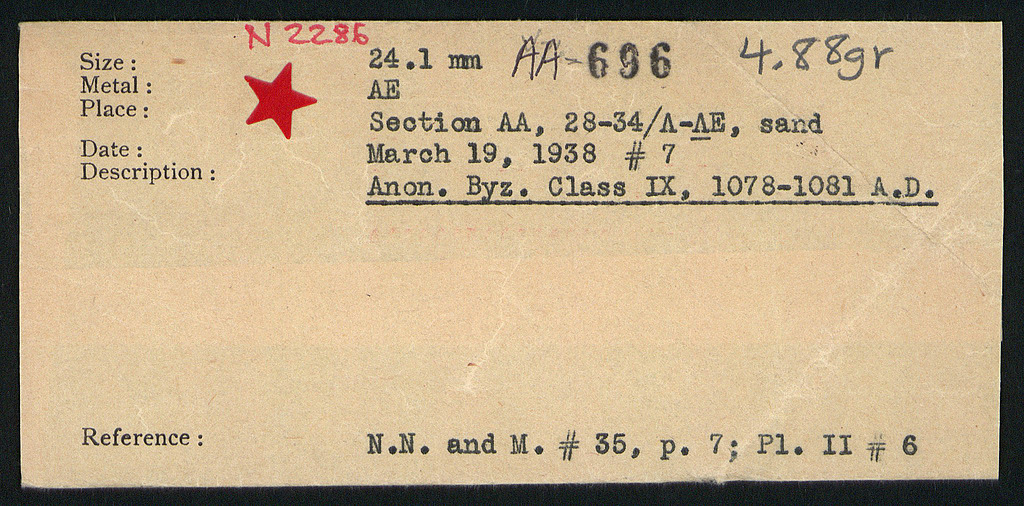 N 2286
Size : 24.1 mm AA-696 4.88gr
Metal : AE
Place : Section AA, 28-34/Λ-ΛE, sand
Date : March 19, 1938 # 7
Description : Anon. Byz. Class IX, 1078-1081 A.D.
Reference : N.N. and M. # 35, p. 7; Pl. II # 6